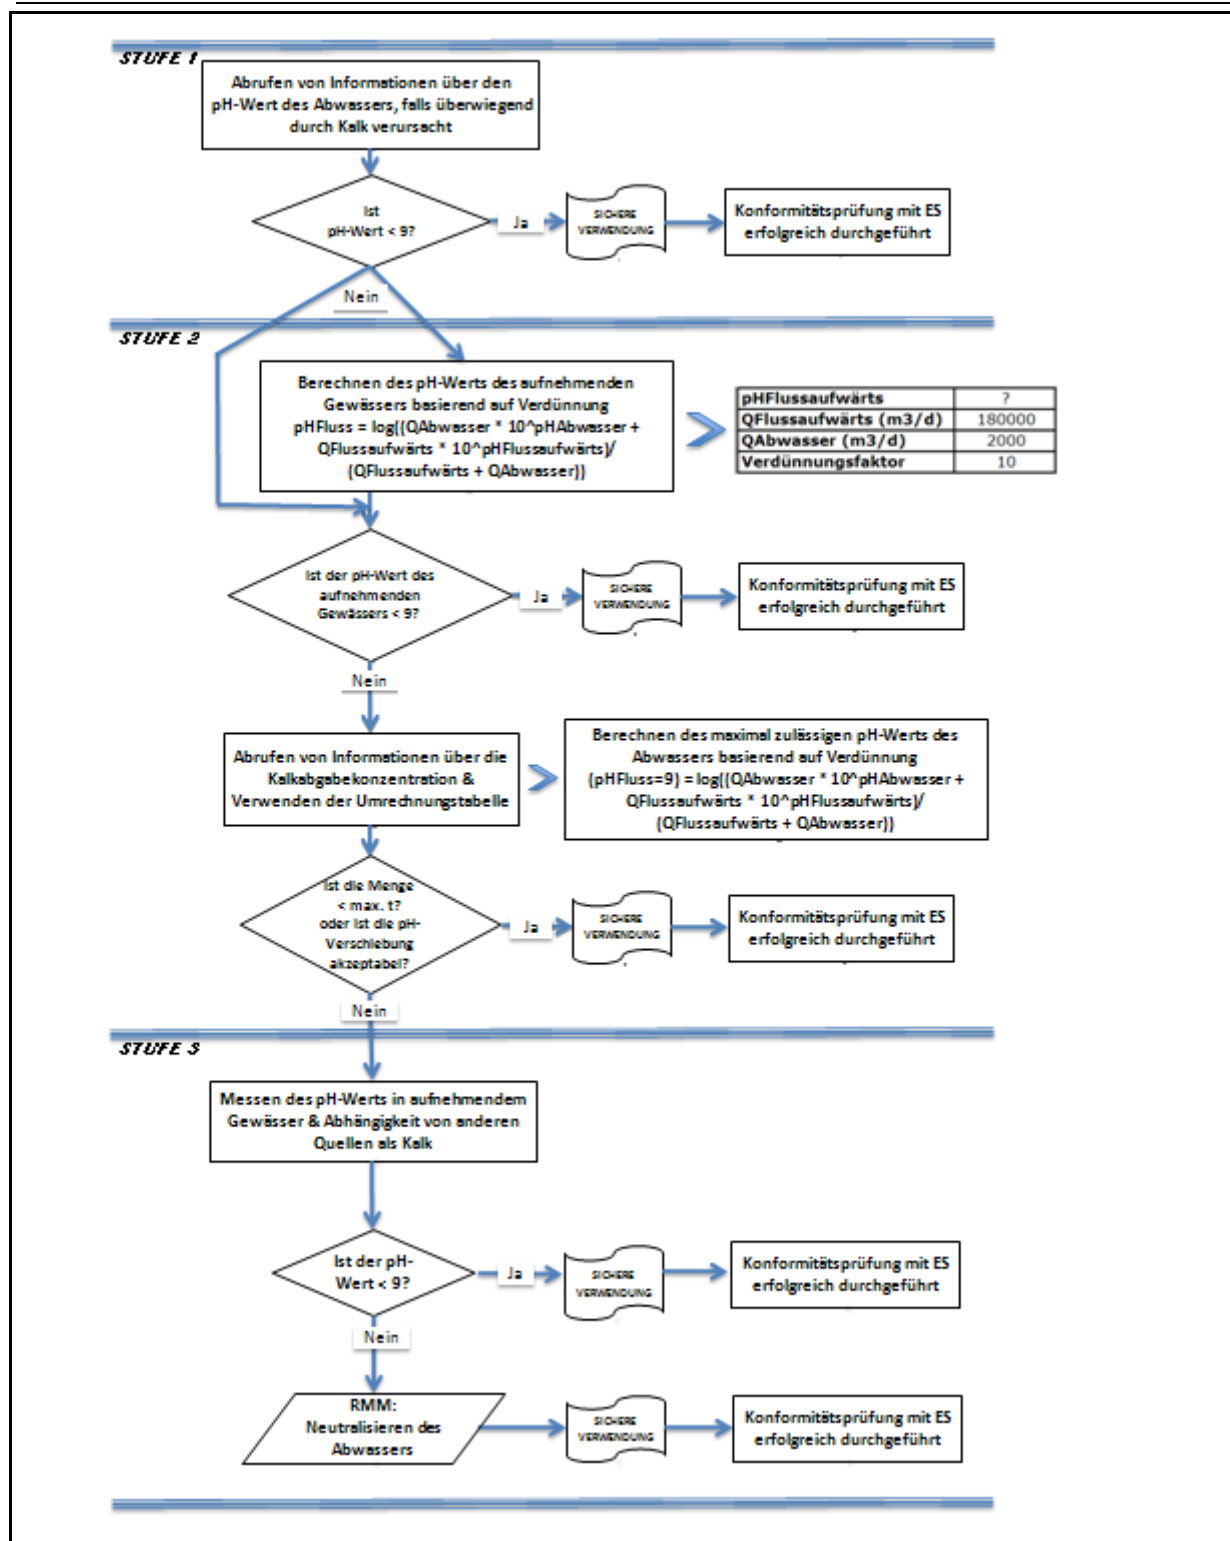 STUFE 1
Abrufen von Informationen über den
pH-Wert des Abwassers, falls überwiegend
durch Kalk verursacht
Ist
pH-Wert < 9?
Ja
SICHERE
VERWENDUNG
Konformitätsprüfung mit ES
erfolgreich durchgeführt
Nein
STUFE 2
Berechnen des pH-Werts des aufnehmenden
Gewässers basierend auf Verdünnung
pHFluss = log((QAbwasser * 10^pHAbwasser +
QFlussaufwärts * 10^pHFlussaufwärts)/
(QFlussaufwärts + QAbwasser))
pHFlussaufwärts ?
QFlussaufwärts (m3/d) 180000
QAbwasser (m3/d) 2000
Verdünnungsfaktor 10
Ist der pH-Wert des
aufnehmenden
Gewässers < 9?
Ja
SICHERE
VERWENDUNG
Konformitätsprüfung mit ES
erfolgreich durchgeführt
Nein
Abrufen von Informationen über die
Kalkabgabekonzentration &
Verwenden der Umrechnungstabelle
Berechnen des maximal zulässigen pH-Werts des
Abwassers basierend auf Verdünnung
(pHFluss=9) = log((QAbwasser * 10^pHAbwasser +
QFlussaufwärts * 10^pHFlussaufwärts)/
(QFlussaufwärts + QAbwasser))
Ist die Menge
< max. t?
oder ist die pH-
Verschiebung
akzeptabel?
Ja
SICHERE
VERWENDUNG
Konformitätsprüfung mit ES
erfolgreich durchgeführt
Nein
STUFE 3
Messen des pH-Werts in aufnehmendem
Gewässer & Abhängigkeit von anderen
Quellen als Kalk
Ist der pH-
Wert < 9?
Ja
SICHERE
VERWENDUNG
Konformitätsprüfung mit ES
erfolgreich durchgeführt
Nein
RMM:
Neutralisieren des
Abwassers
SICHERE
VERWENDUNG
Konformitätsprüfung mit ES
erfolgreich durchgeführt